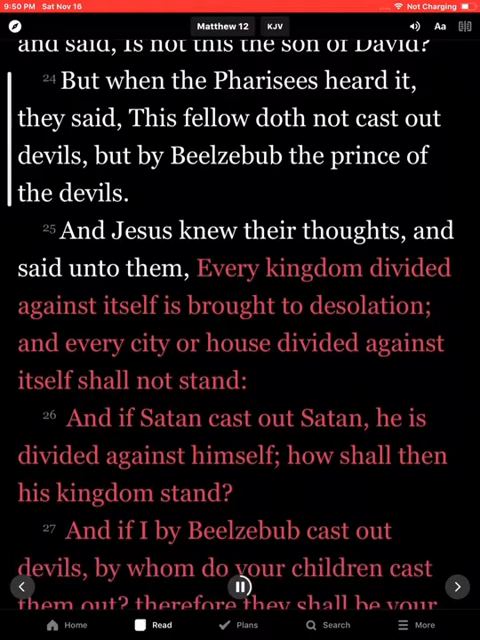 9:50 PM Sat Nov 16
Not Charging
Matthew 12 KJV
Aa
and said, Is not this the son of David?
24 But when the Pharisees heard it,
they said, This fellow doth not cast out
devils, but by Beelzebub the prince of
the devils.
25 And Jesus knew their thoughts, and
said unto them, Every kingdom divided
against itself is brought to desolation;
and every city or house divided against
itself shall not stand:
26 And if Satan cast out Satan, he is
divided against himself; how shall then
his kingdom stand?
27 And if I by Beelzebub cast out
devils, by whom do your children cast
them out? therefore they shall be your
Home Read Plans Search More